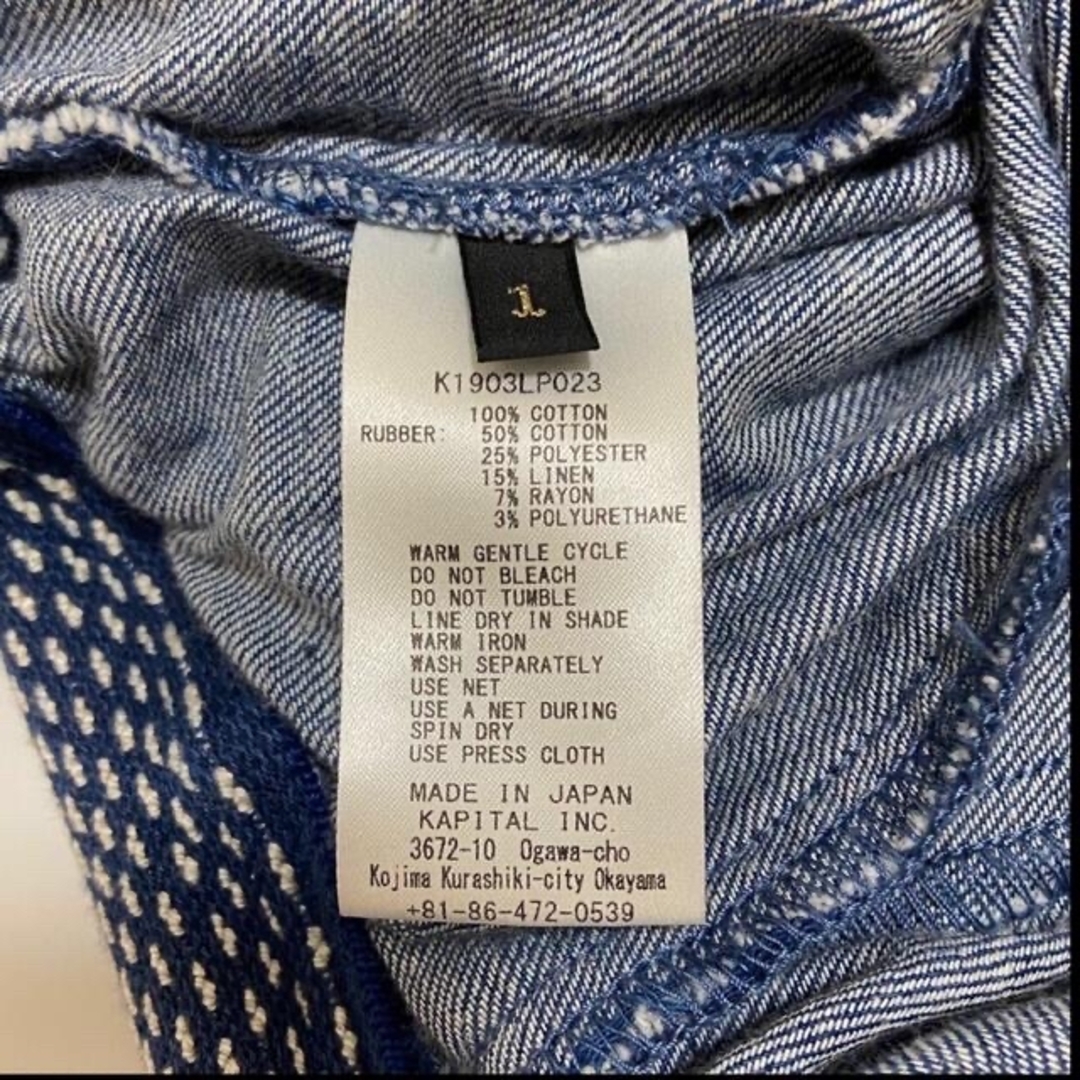 1
K1903LP023
100% COTTON
RUBBER: 50% COTTON
25% POLYESTER
15% LINEN
7% RAYON
3% POLYURETHANE
WARM GENTLE CYCLE
DO NOT BLEACH
DO NOT TUMBLE
LINE DRY IN SHADE
WARM IRON
WASH SEPARATELY
USE NET
USE A NET DURING
SPIN DRY
USE PRESS CLOTH
MADE IN JAPAN
KAPITAL INC.
3672-10 Ogawa-cho
Kojima Kurashiki-city Okayama
+81-86-472-0539